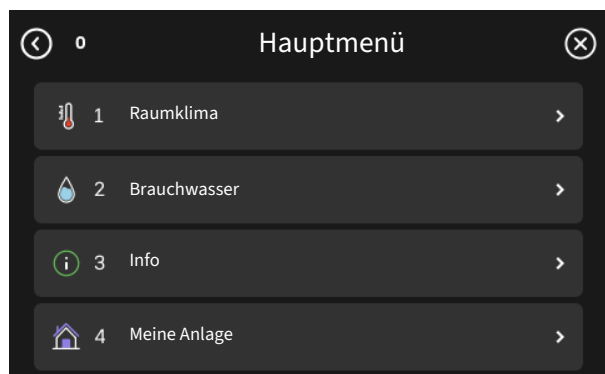 0 Hauptmenü
1 Raumklima
2 Brauchwasser
3 Info
4 Meine Anlage